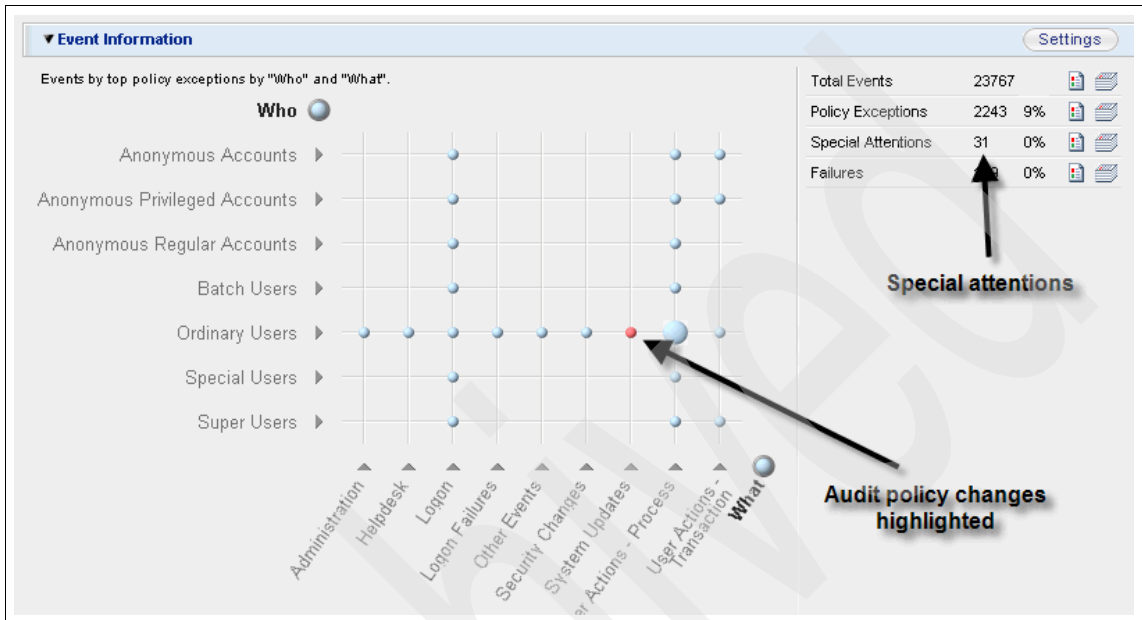 Event Information
Settings
Events by top policy exceptions by "Who" and "What".
Who
Anonymous Accounts
Anonymous Privileged Accounts
Anonymous Regular Accounts
Batch Users
Ordinary Users
Special Users
Super Users
Administration
Helpdesk
Logon
Logon Failures
Other Events
Security Changes
System Updates
Actions - Process
User Actions -
Transaction
What
Total Events 23767
Policy Exceptions 2243 9%
Special Attentions 31 0%
Failures 0%
Special attentions
Audit policy changes
highlighted